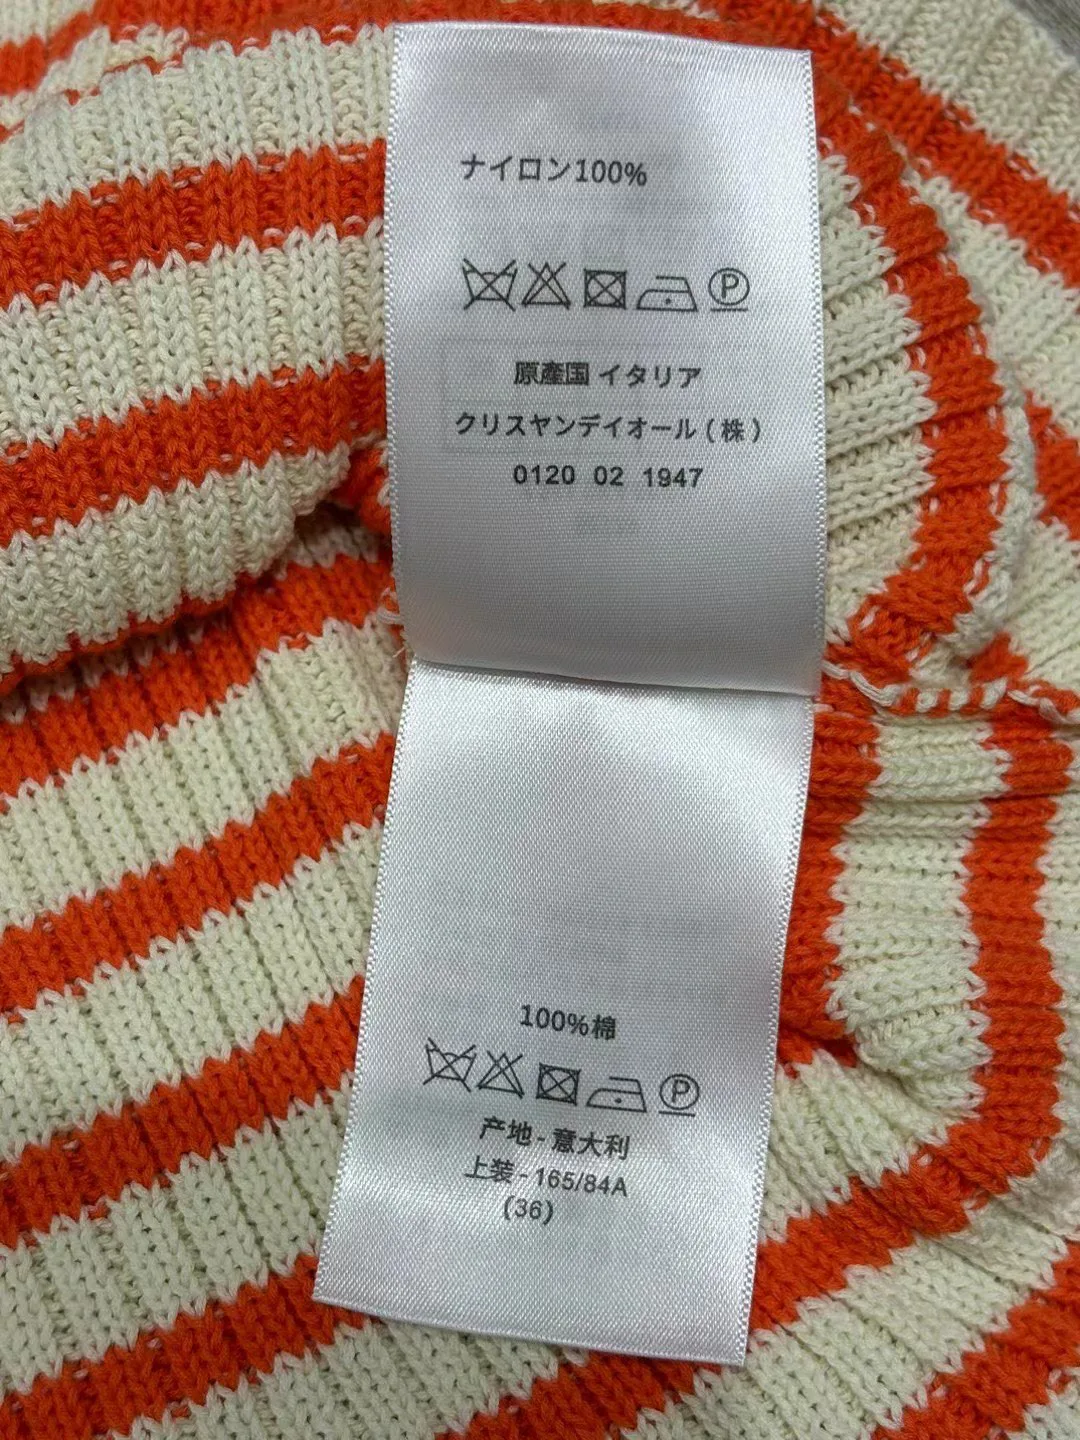 ナイロン100%
P
原產国 イタリア
クリスヤンデイオール (株)
0120 02 1947
100%棉
P
产地 - 意大利
上装 - 165/84A
(36)